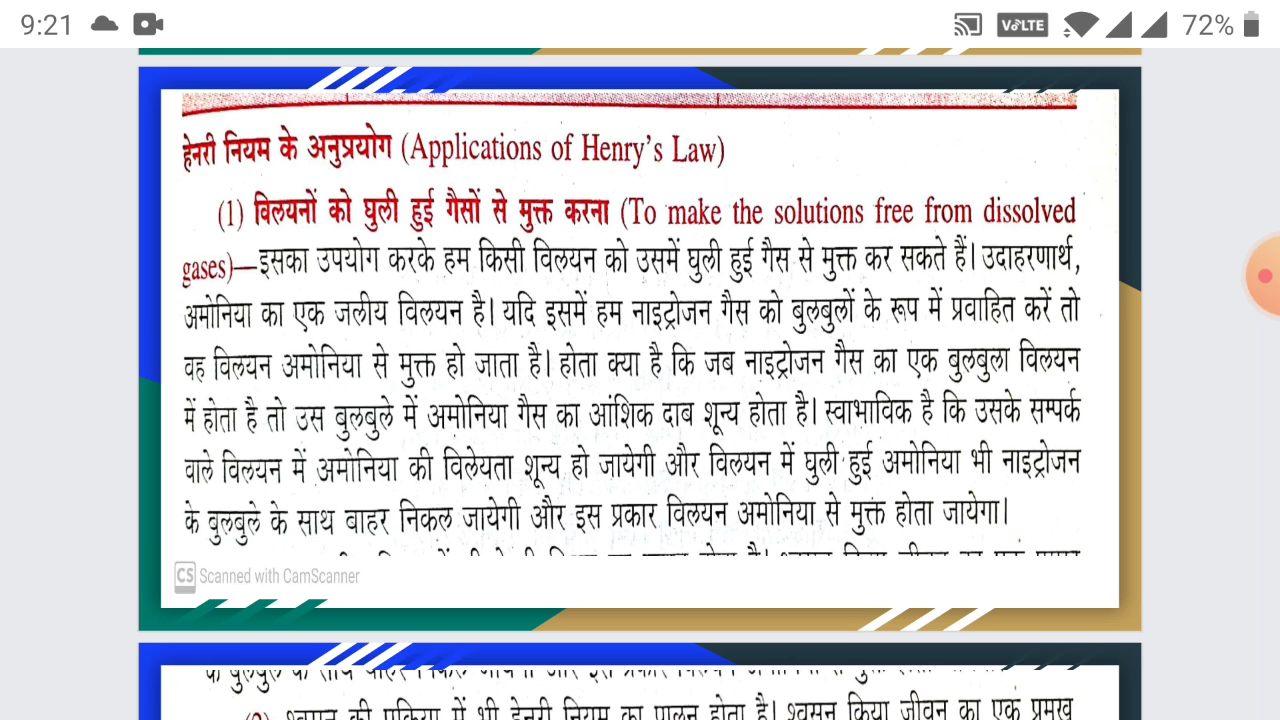 9:21
VoLTE
72%
हेनरी नियम के अनुप्रयोग (Applications of Henry's Law)
(1) विलयनों को घुली हुई गैसों से मुक्त करना (To make the solutions free from dissolved
gases)—इसका उपयोग करके हम किसी विलयन को उसमें घुली हुई गैस से मुक्त कर सकते हैं। उदाहरणार्थ,
अमोनिया का एक जलीय विलयन है। यदि इसमें हम नाइट्रोजन गैस को बुलबुलों के रूप में प्रवाहित करें तो
वह विलयन अमोनिया से मुक्त हो जाता है। होता क्या है कि जब नाइट्रोजन गैस का एक बुलबुला विलयन
में होता है तो उस बुलबुले में अमोनिया गैस का आंशिक दाब शून्य होता है। स्वाभाविक है कि उसके सम्पर्क
वाले विलयन में अमोनिया की विलेयता शून्य हो जायेगी और विलयन में घुली हुई अमोनिया भी नाइट्रोजन
के बुलबुले के साथ बाहर निकल जायेगी और इस प्रकार विलयन अमोनिया से मुक्त होता जायेगा।
CS Scanned with CamScanner
(2) श्वसन की प्रक्रिया में भी हेनरी नियम का पालन होता है। श्वसन क्रिया जीवन का एक प्रमुख